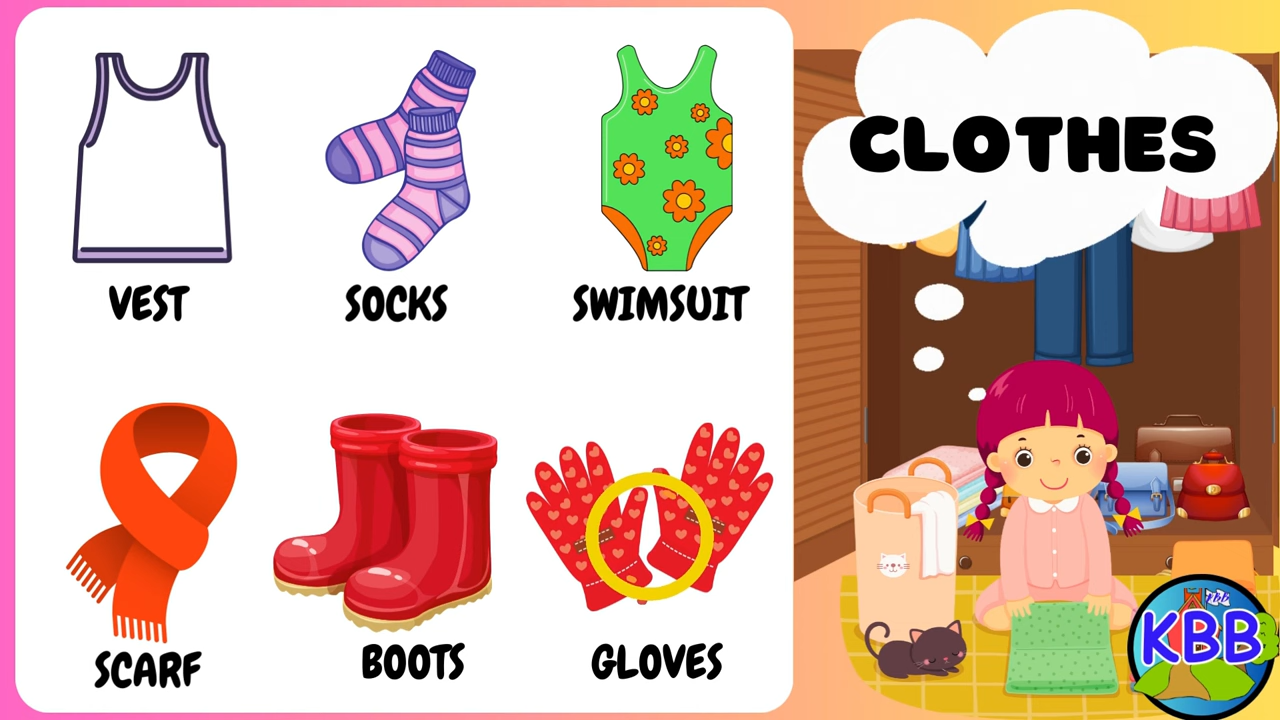 CLOTHES
VEST
SOCKS
SWIMSUIT
SCARF
BOOTS
GLOVES
KBB